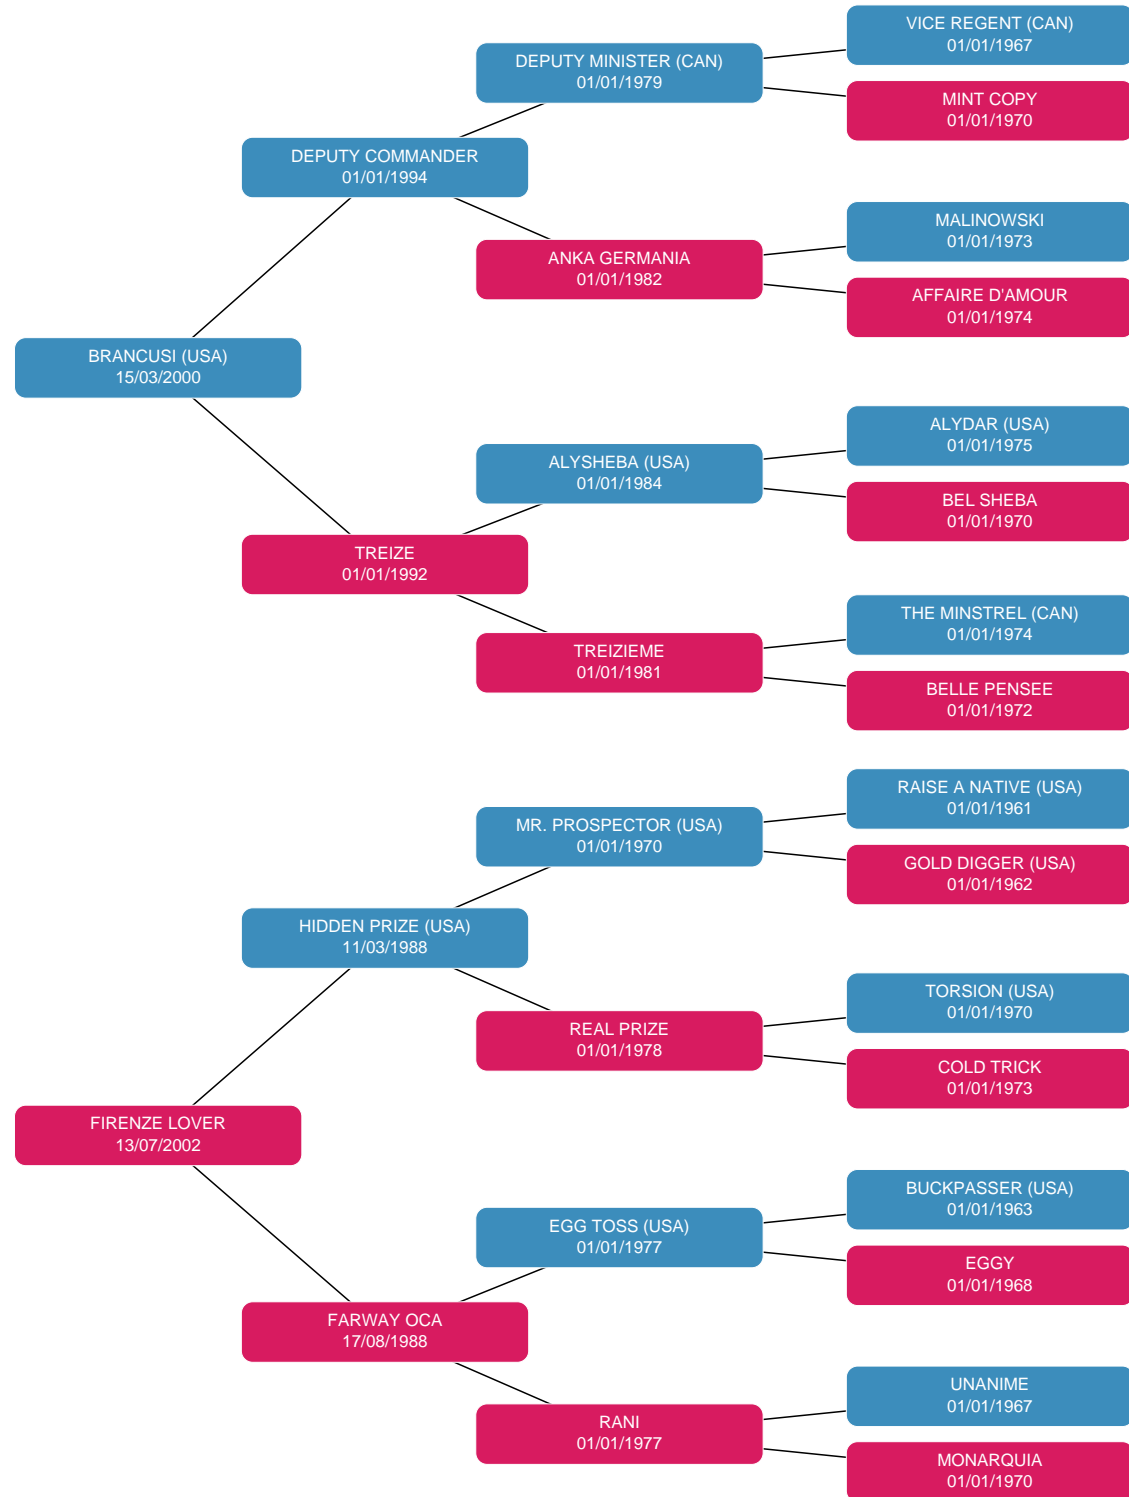 VICE REGENT (CAN)
01/01/1967
DEPUTY MINISTER (CAN)
01/01/1979
MINT COPY
01/01/1970
DEPUTY COMMANDER
01/01/1994
MALINOWSKI
01/01/1973
ANKA GERMANIA
01/01/1982
AFFAIRE D'AMOUR
01/01/1974
BRANCUSI (USA)
15/03/2000
ALYDAR (USA)
01/01/1975
ALYSHEBA (USA)
01/01/1984
BEL SHEBA
01/01/1970
TREIZE
01/01/1992
THE MINSTREL (CAN)
01/01/1974
TREIZIEME
01/01/1981
BELLE PENSEE
01/01/1972
RAISE A NATIVE (USA)
01/01/1961
MR. PROSPECTOR (USA)
01/01/1970
GOLD DIGGER (USA)
01/01/1962
HIDDEN PRIZE (USA)
11/03/1988
TORSION (USA)
01/01/1970
REAL PRIZE
01/01/1978
COLD TRICK
01/01/1973
FIRENZE LOVER
13/07/2002
BUCKPASSER (USA)
01/01/1963
EGG TOSS (USA)
01/01/1977
EGGY
01/01/1968
FARWAY OCA
17/08/1988
UNANIME
01/01/1967
RANI
01/01/1977
MONARQUIA
01/01/1970